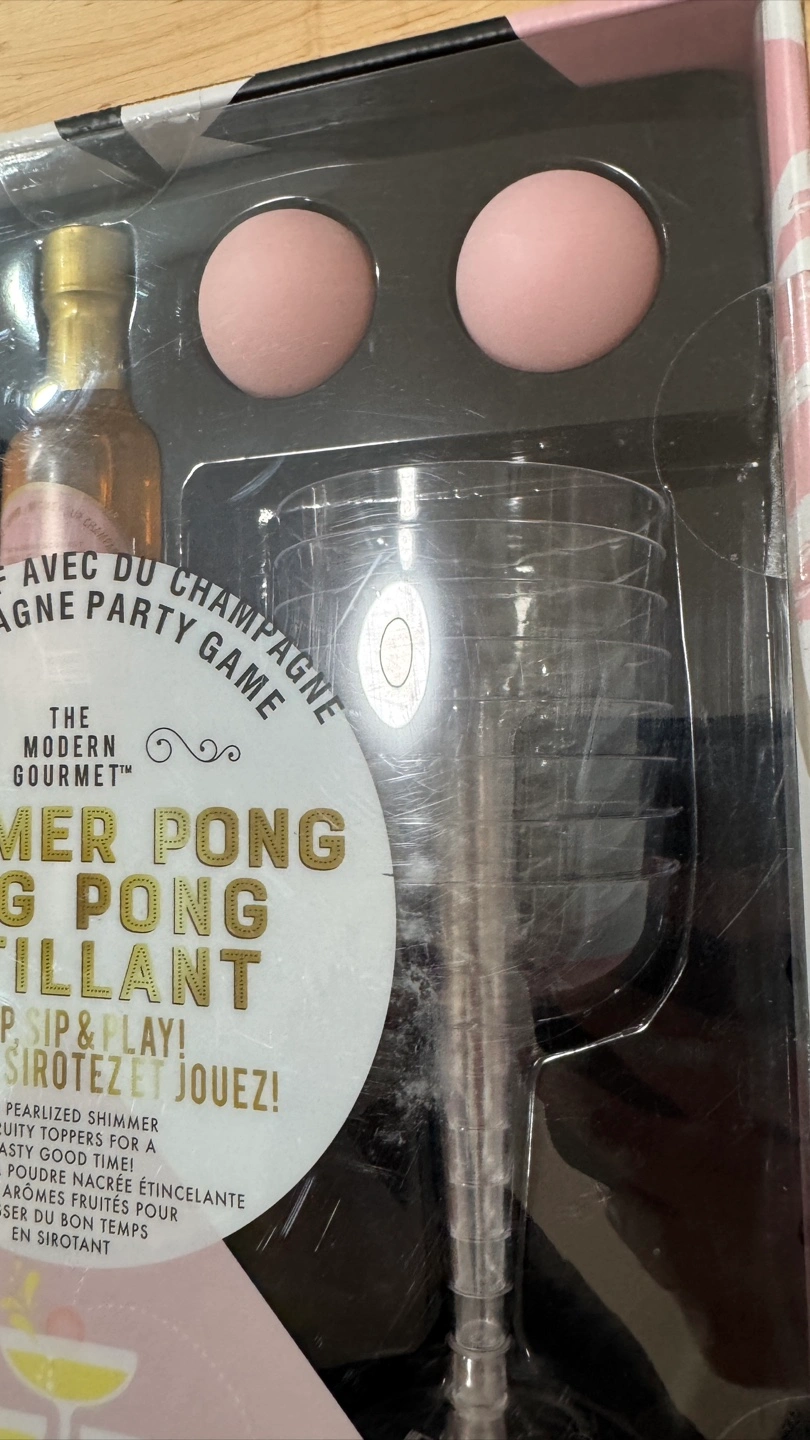 AVEC DU CHAMPAGNE
AGNE PARTY GAME
THE
MODERN
GOURMET™
MER PONG
G PONG
TILLANT
P, SIP & PLAY!
SIROTEZ ET JOUEZ!
PEARLIZED SHIMMER
RUITY TOPPERS FOR A
ASTY GOOD TIME!
POUDRE NACRÉE ÉTINCELANTE
ARÔMES FRUITÉS POUR
SSER DU BON TEMPS
EN SIROTANT